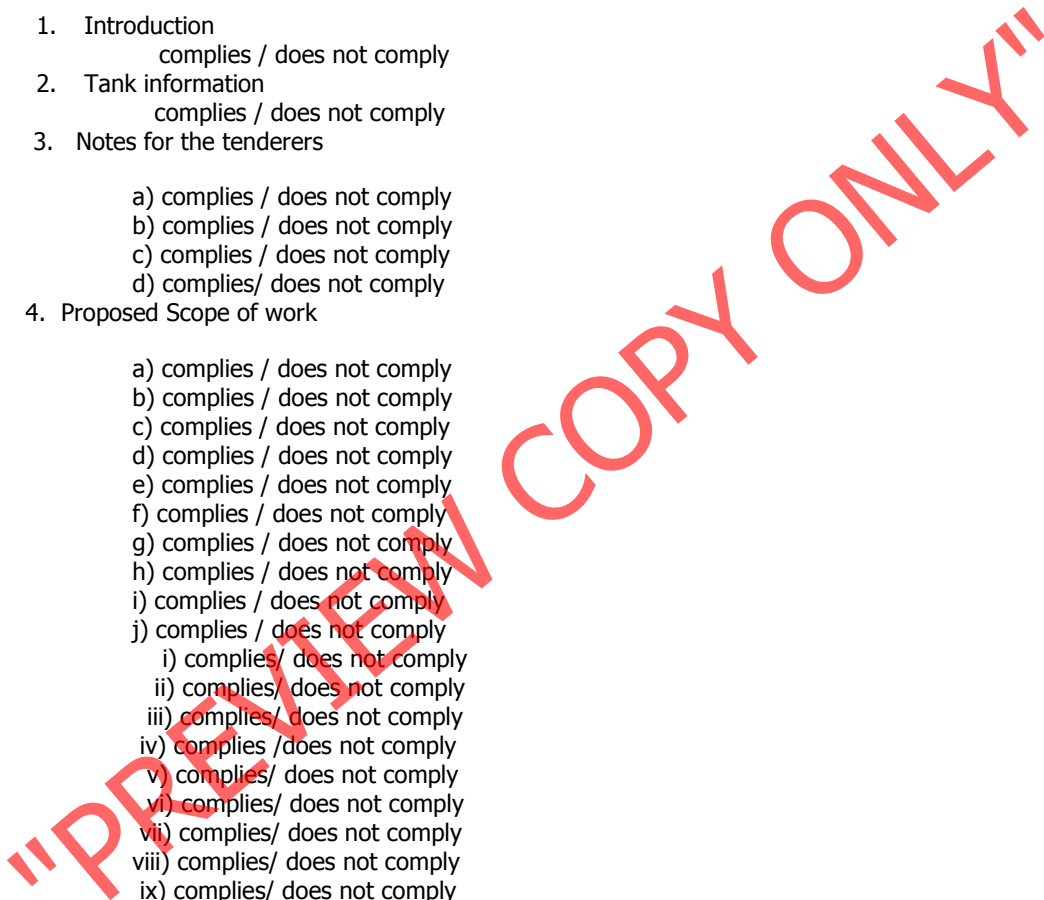 1. Introduction
complies / does not comply
2. Tank information
complies / does not comply
3. Notes for the tenderers
a) complies / does not comply
b) complies / does not comply
c) complies / does not comply
d) complies/ does not comply
4. Proposed Scope of work
a) complies / does not comply
b) complies / does not comply
c) complies / does not comply
d) complies / does not comply
e) complies / does not comply
f) complies / does not comply
g) complies / does not comply
h) complies / does not comply
i) complies / does not comply
j) complies / does not comply
i) complies/ does not comply
ii) complies/ does not comply
iii) complies/ does not comply
iv) complies /does not comply
v) complies/ does not comply
vi) complies/ does not comply
vii) complies/ does not comply
viii) complies/ does not comply
ix) complies/ does not comply
"PREVIEW COPY ONLY"